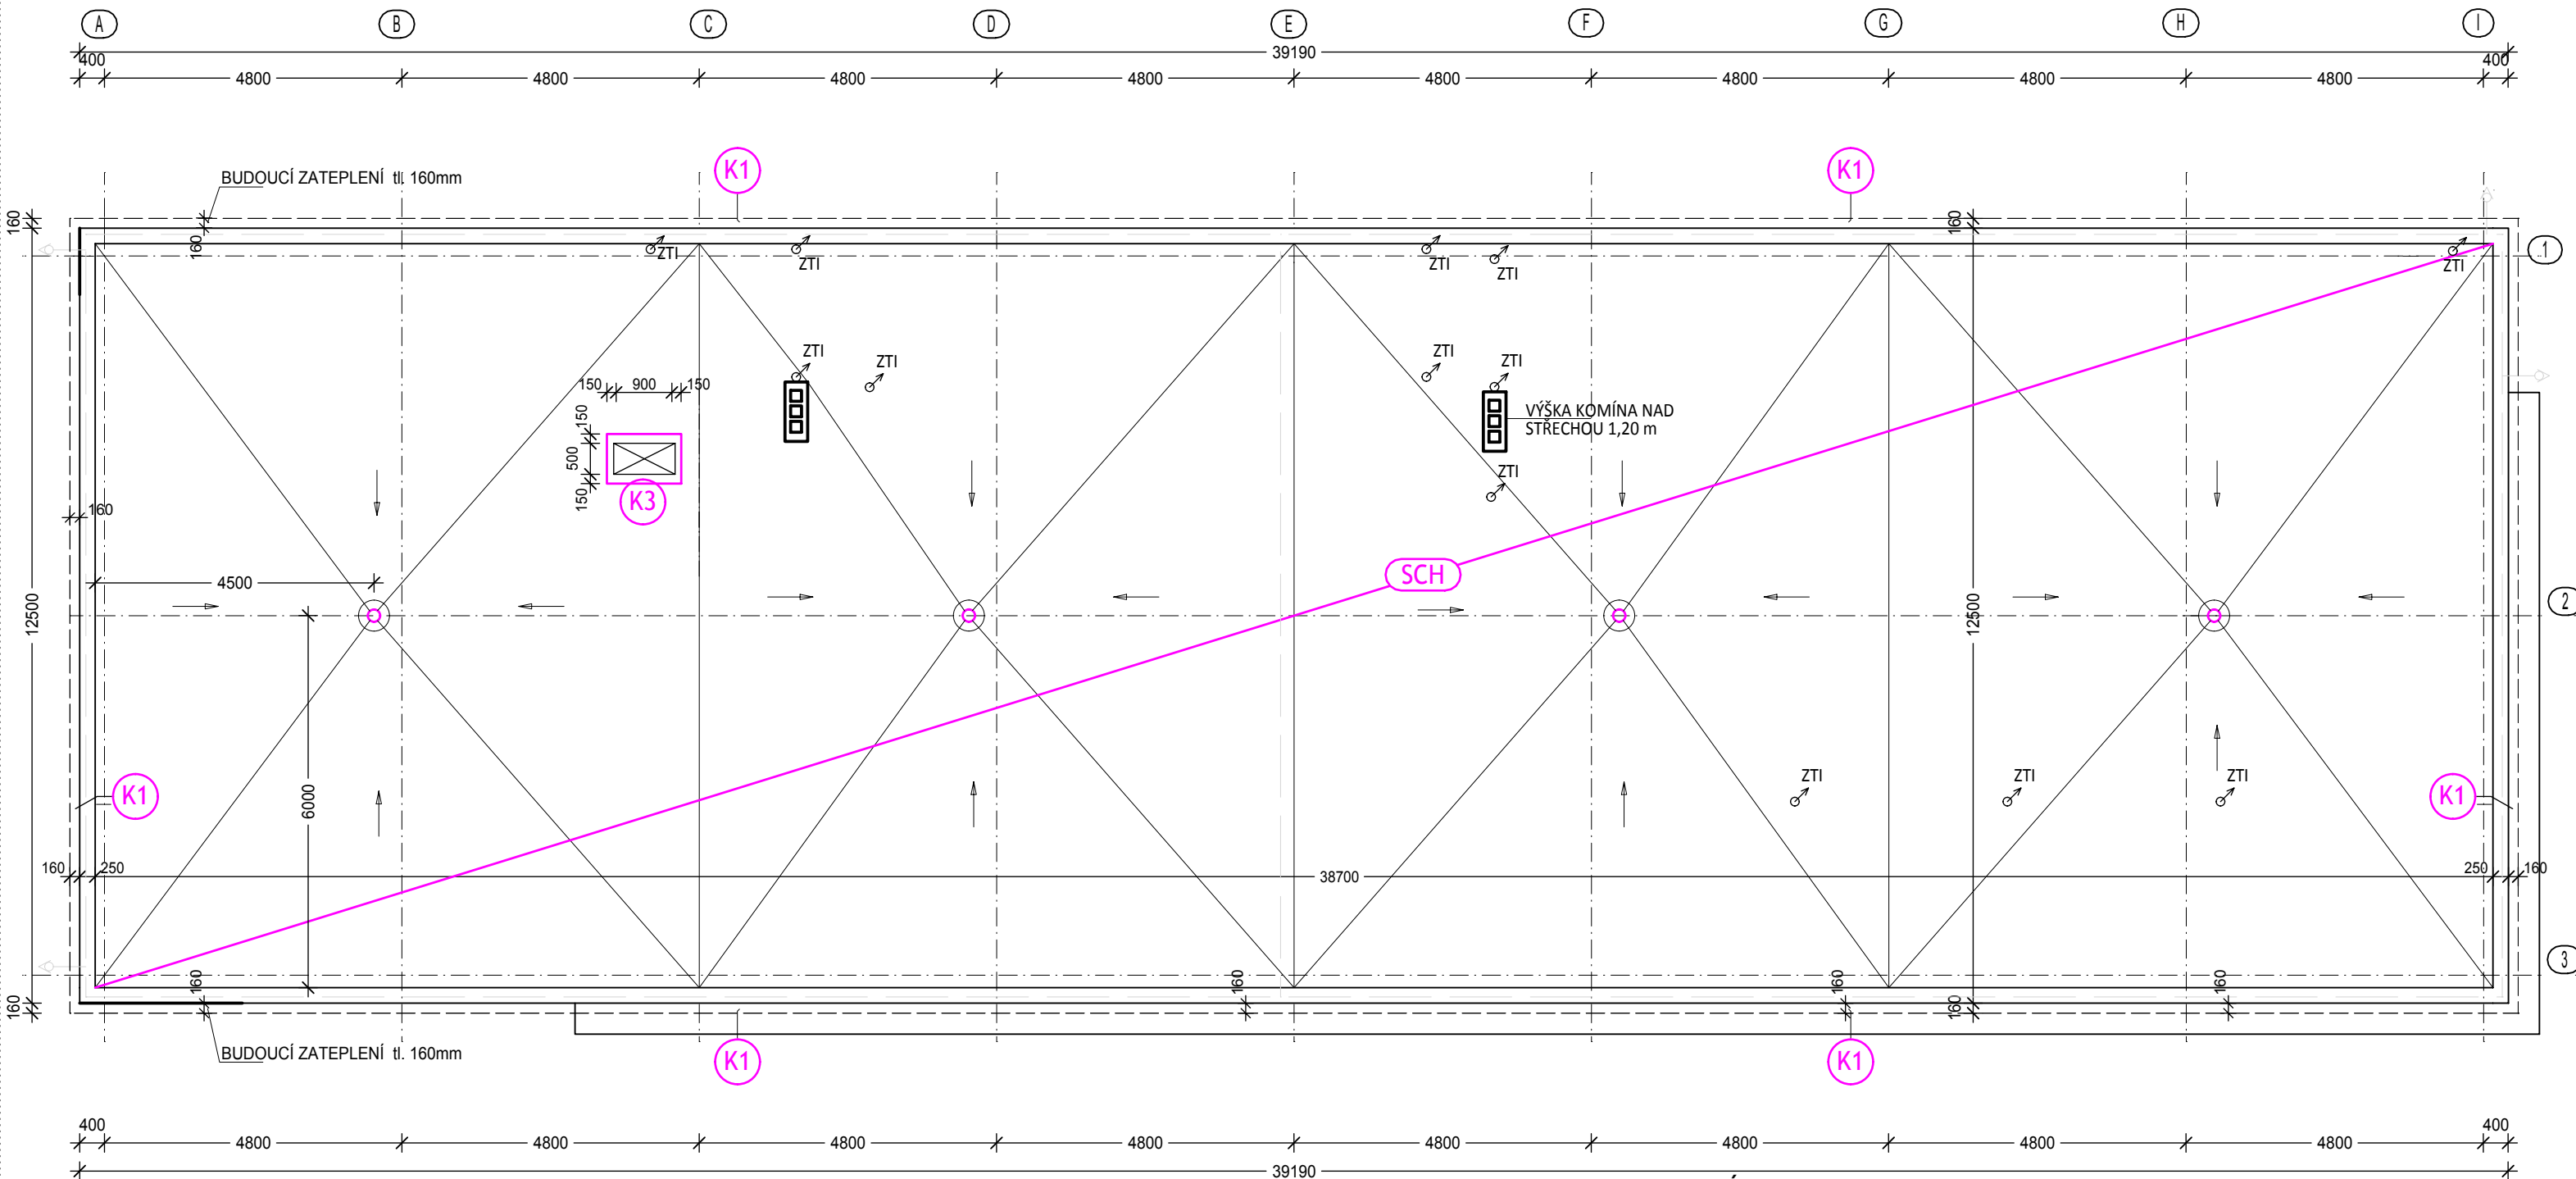 A B C D E F G H I
39190
400 4800 4800 4800 4800 4800 4800 4800 4800 400
K1 K1
BUDOUCÍ ZATEPLENÍ tl. 160mm
160 160 160
ZTI ZTI ZTI ZTI ZTI
1
ZTI ZTI ZTI ZTI
150 900 150
150
500
150
K3
VÝŠKA KOMÍNA NAD
STŘECHOU 1,20 m
ZTI
160
SCH
4500
12500 12500
2
6000
K1 ZTI ZTI ZTI K1
160 250 38700 250 160
3
160 160 160 160 160 160
BUDOUCÍ ZATEPLENÍ tl. 160mm
K1 K1
400 4800 4800 4800 4800 4800 4800 4800 4800 400
39190